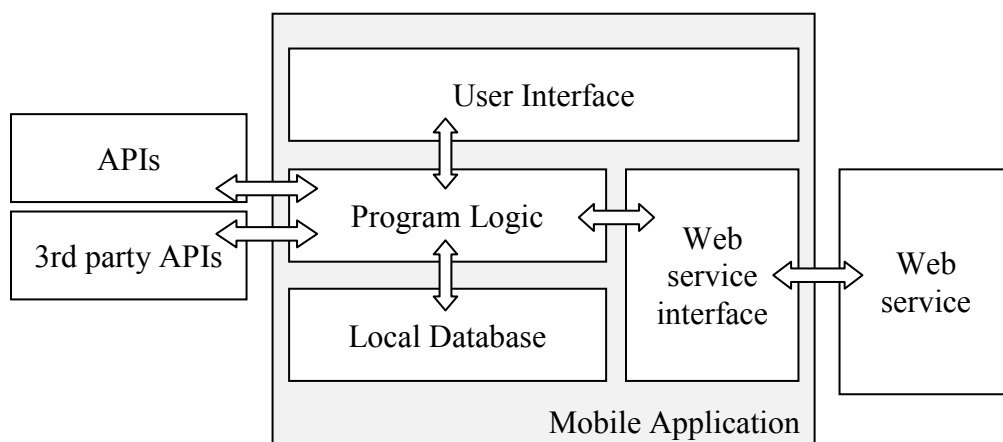 User Interface
APIs
3rd party APIs
Program Logic
Local Database
Web
service
interface
Web
service
Mobile Application